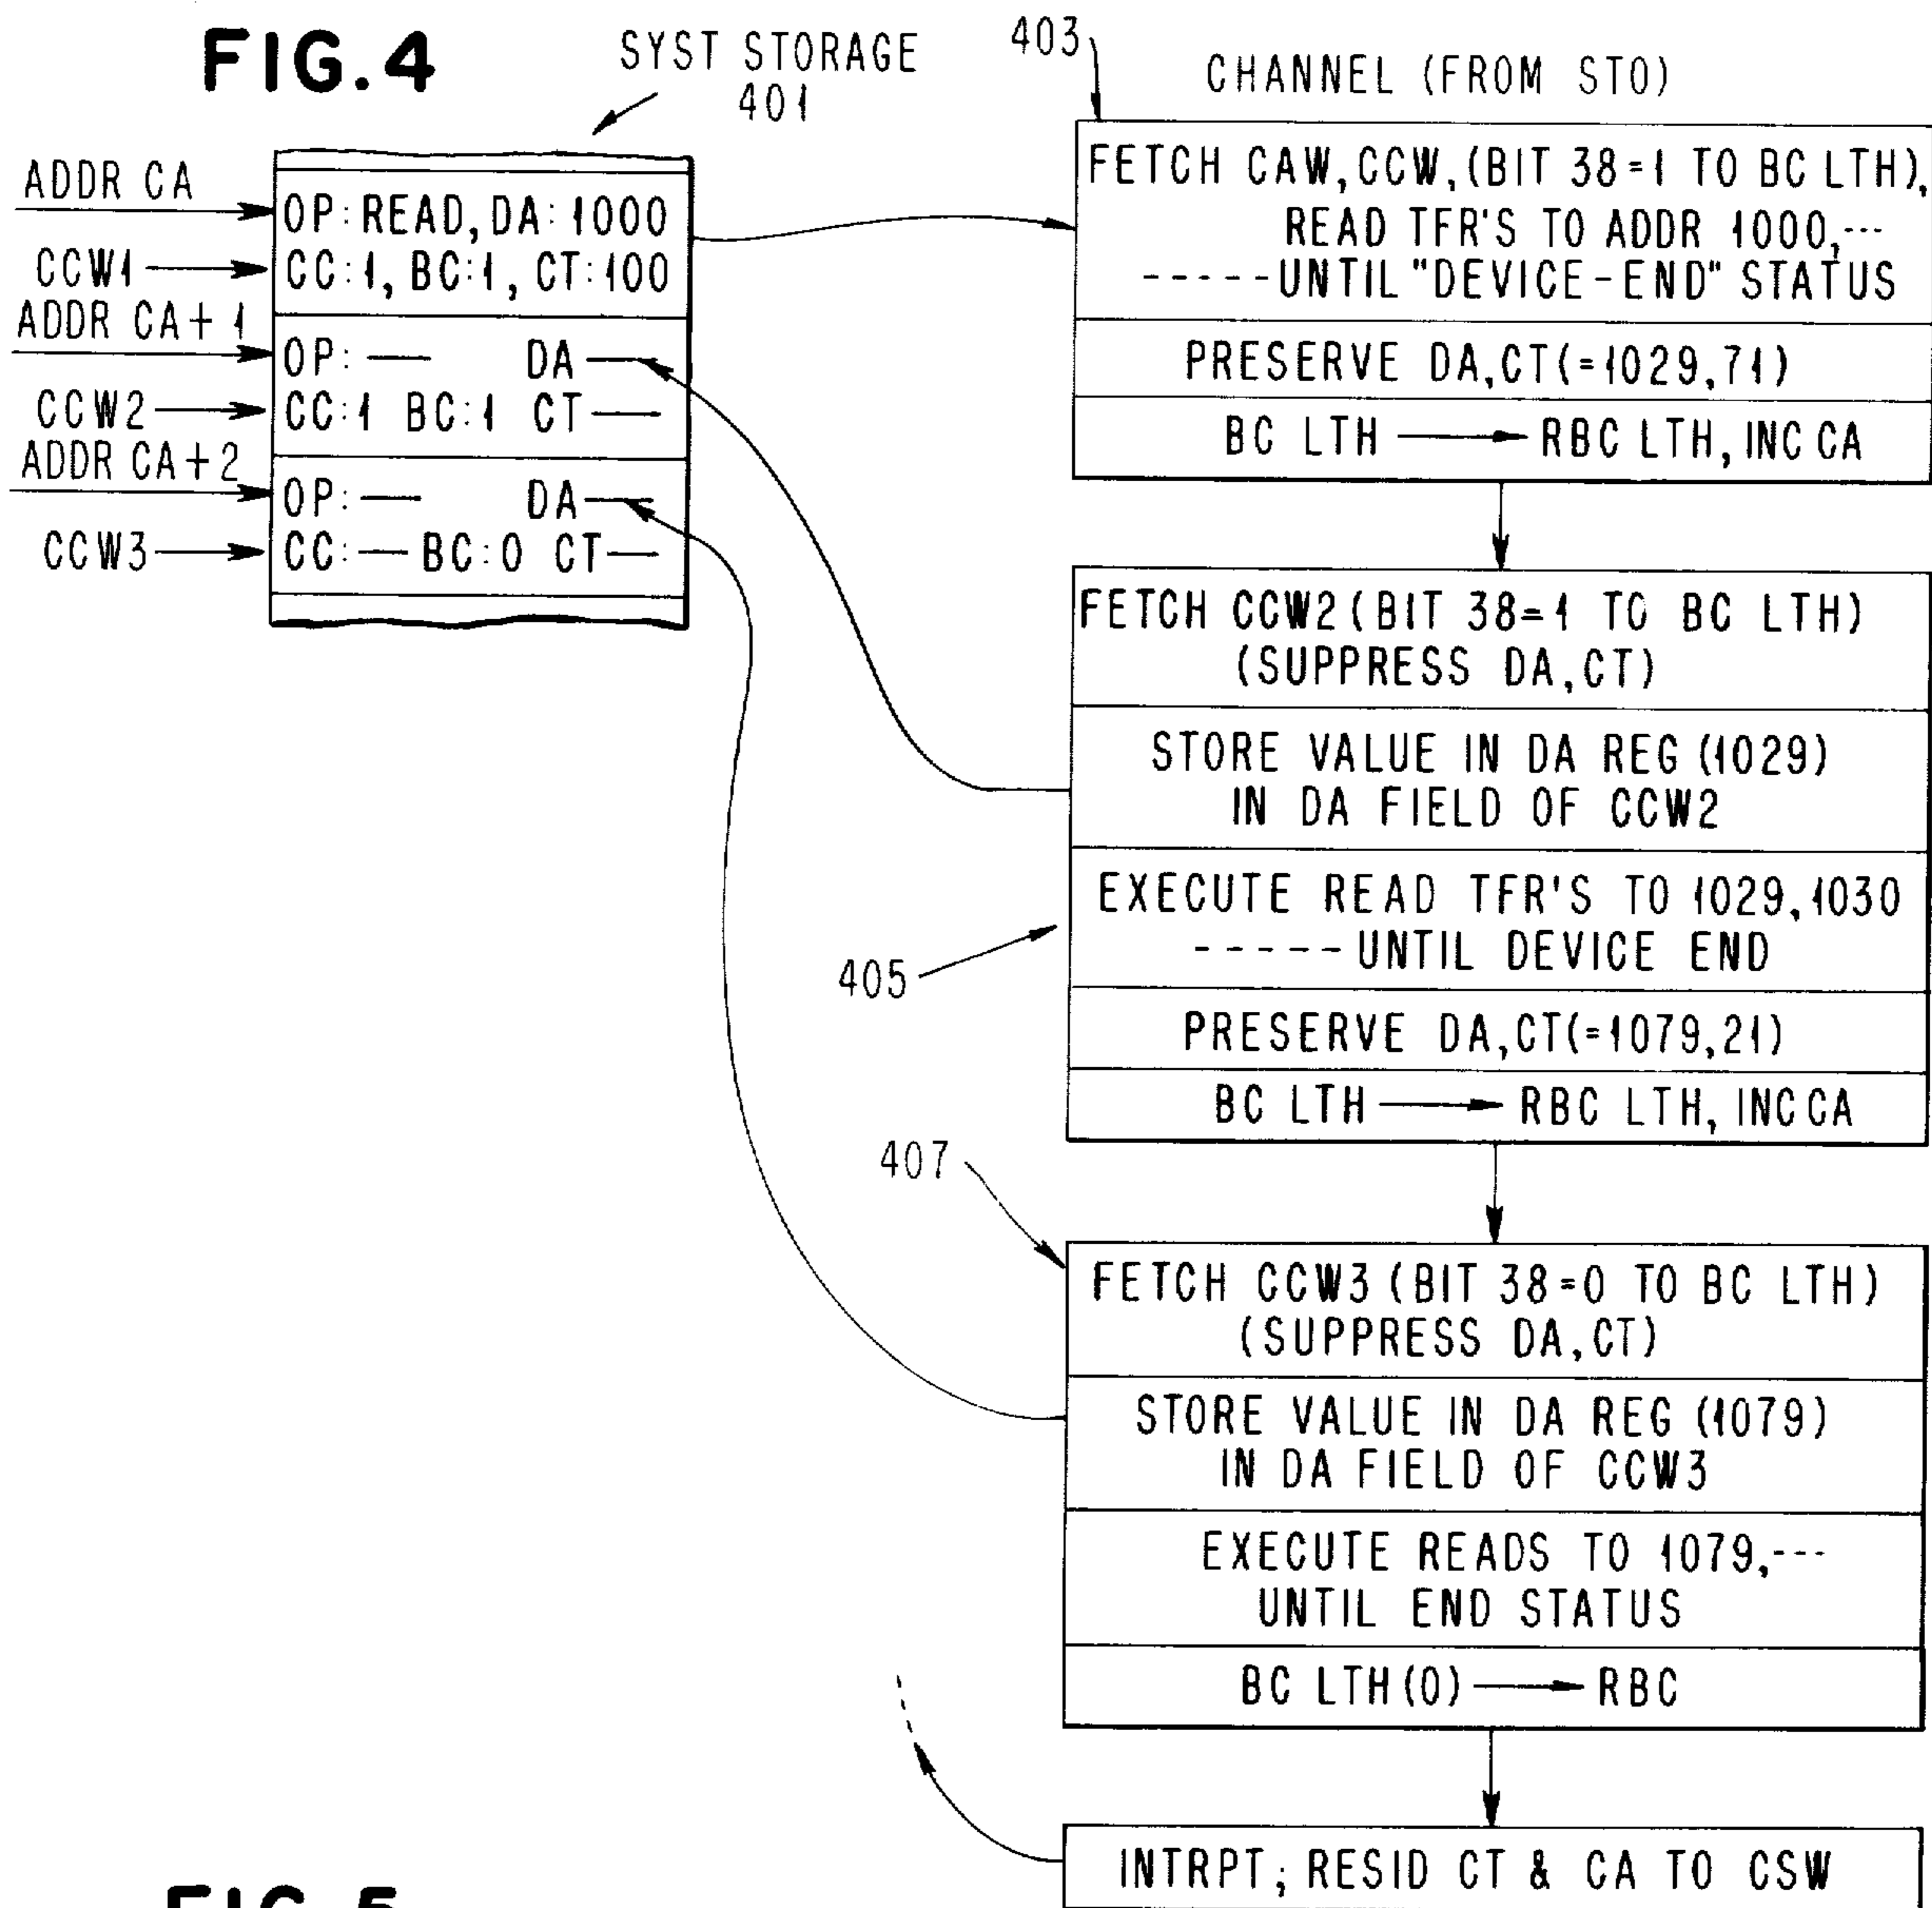 FIG.4
SYST STORAGE
401
ADDR CA
CCW1
ADDR CA+1
CCW2
ADDR CA+2
CCW3
OP:READ, DA:1000
CC:1, BC:1, CT:100
OP:— DA—
CC:1 BC:1 CT—
OP:— DA—
CC:— BC:0 CT—
403
CHANNEL (FROM STO)
FETCH CAW,CCW,(BIT 38=1 TO BC LTH),
READ TFR'S TO ADDR 1000,---
-----UNTIL "DEVICE-END" STATUS
PRESERVE DA,CT(=1029,71)
BC LTH → RBC LTH, INC CA
FETCH CCW2(BIT 38=1 TO BC LTH)
(SUPPRESS DA,CT)
STORE VALUE IN DA REG (1029)
IN DA FIELD OF CCW2
EXECUTE READ TFR'S TO 1029,1030
-----UNTIL DEVICE END
405
PRESERVE DA,CT(=1079,21)
BC LTH → RBC LTH, INC CA
407
FETCH CCW3 (BIT 38=0 TO BC LTH)
(SUPPRESS DA,CT)
STORE VALUE IN DA REG (1079)
IN DA FIELD OF CCW3
EXECUTE READS TO 1079,---
UNTIL END STATUS
BC LTH(0) → RBC
INTRPT; RESID CT & CA TO CSW
FIG.5